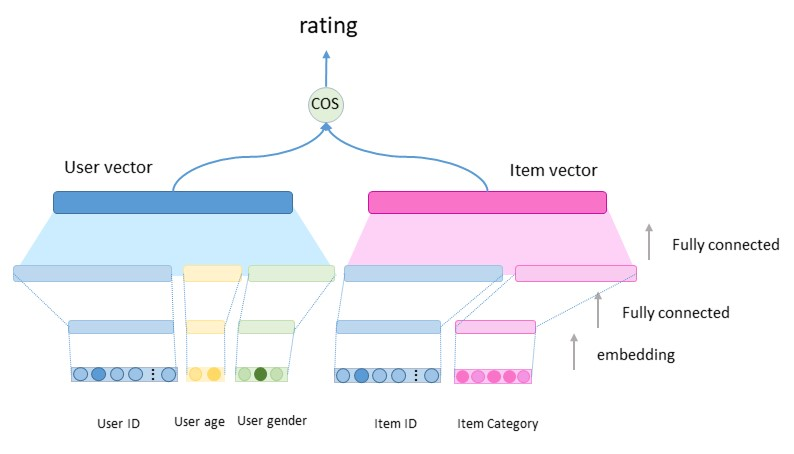 rating
COS
User vector
Item vector
Fully connected
Fully connected
embedding
User ID
User age
User gender
Item ID
Item Category